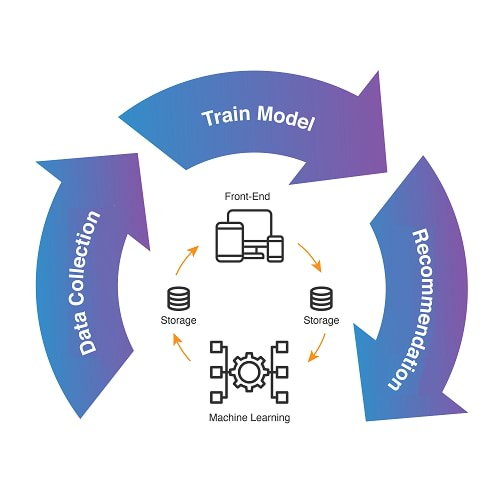 Train Model
Data Collection
Recommendation
Front-End
Storage
Storage
Machine Learning